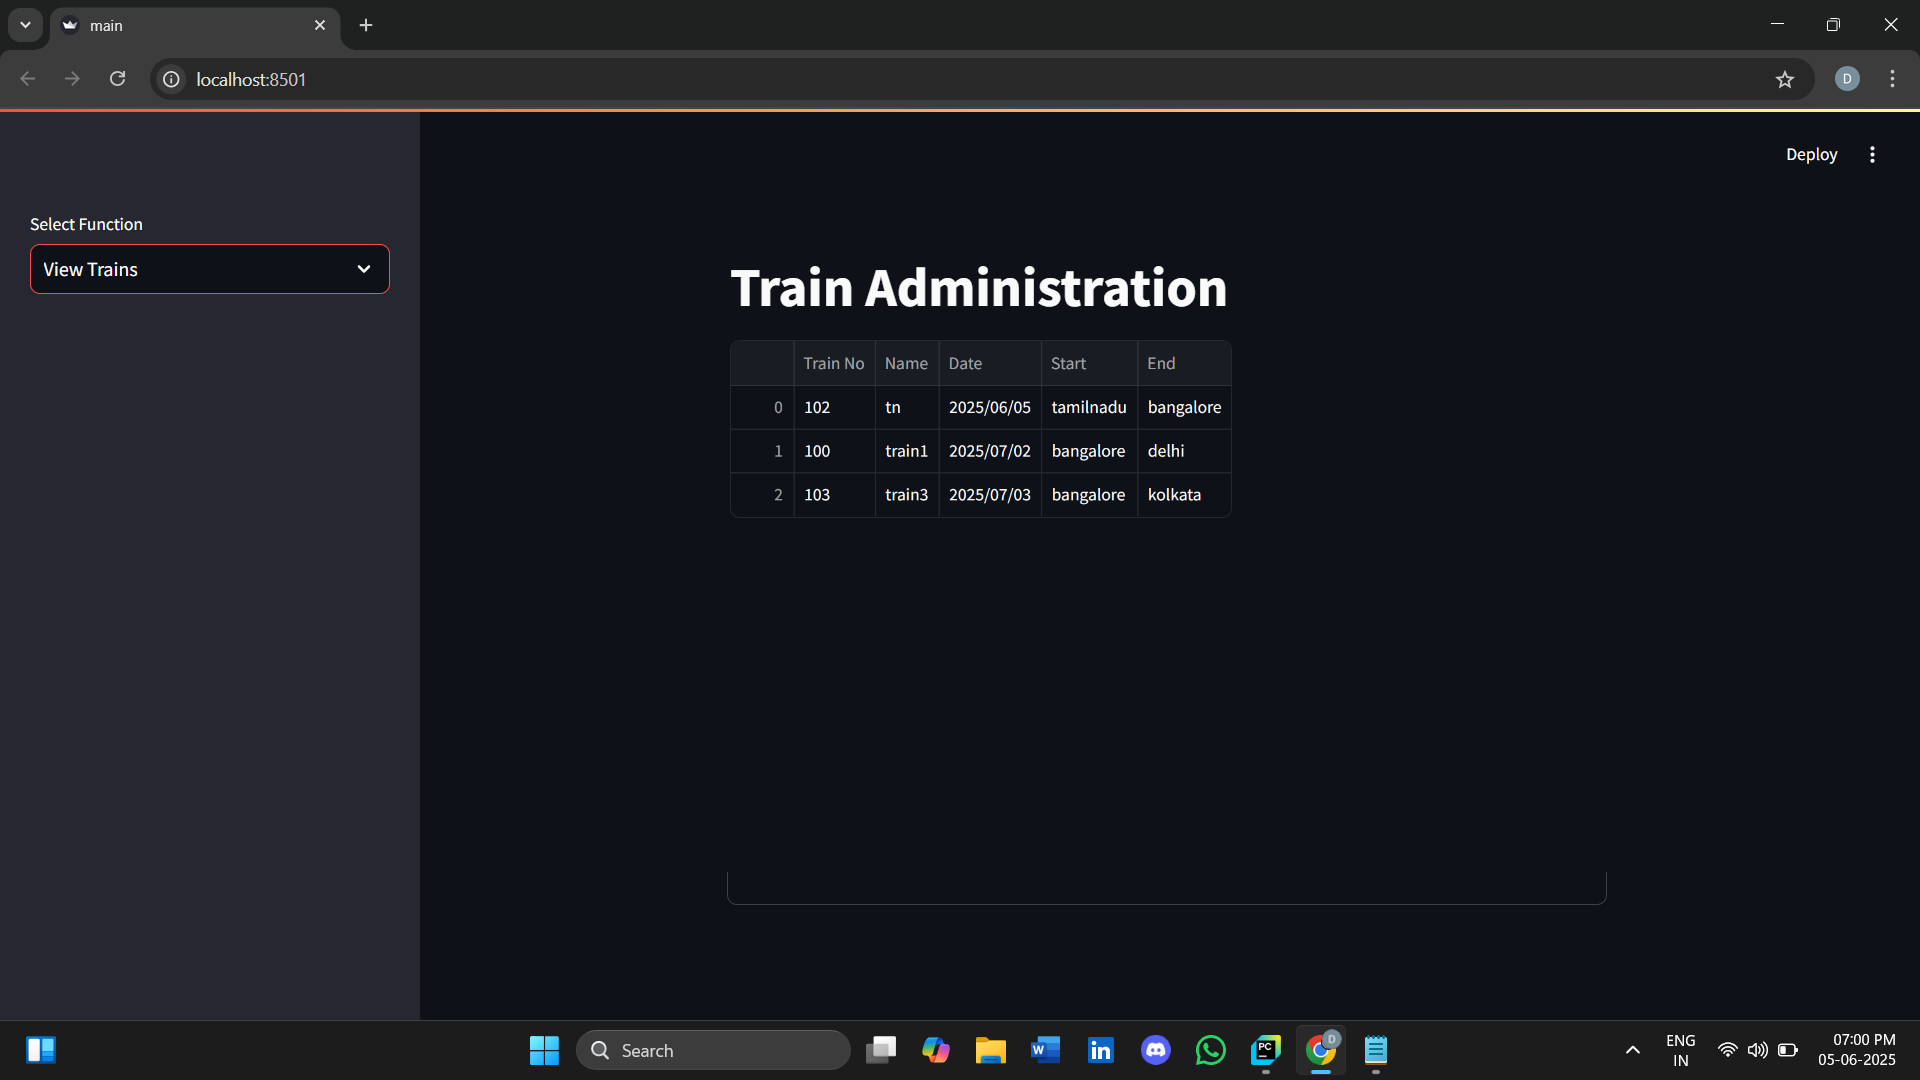 main
localhost:8501
D
Deploy
Select Function
View Trains
Train Administration
Train No Name Date Start End
0 102 tn 2025/06/05 tamilnadu bangalore
1 100 train1 2025/07/02 bangalore delhi
2 103 train3 2025/07/03 bangalore kolkata
Search
W
in
PC
D
ENG
IN
07:00 PM
05-06-2025